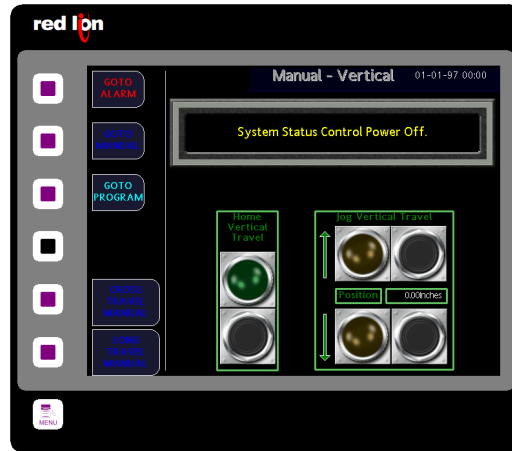 red lion
GOTO
ALARM
Manual - Vertical
01-01-97 00:00
GOTO
MANUAL
System Status Control Power Off.
GOTO
PROGRAM
Home
Vertical
Travel
Jog Vertical Travel
Position
0.00Inches
CROSS
TRAVEL
MANUAL
LONG
TRAVEL
MANUAL
MENU